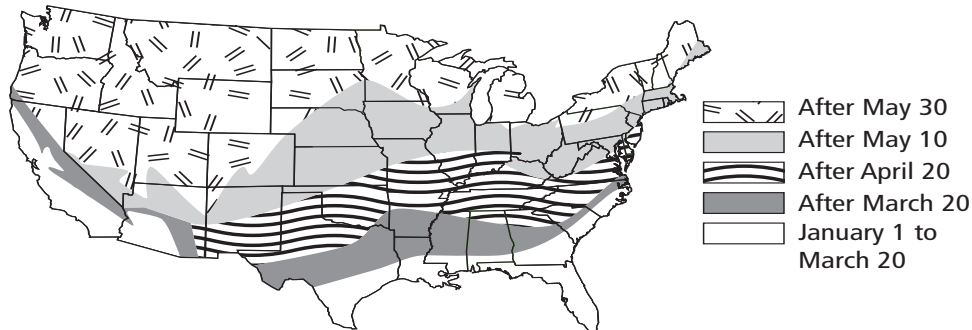 After May 30
After May 10
After April 20
After March 20
January 1 to
March 20